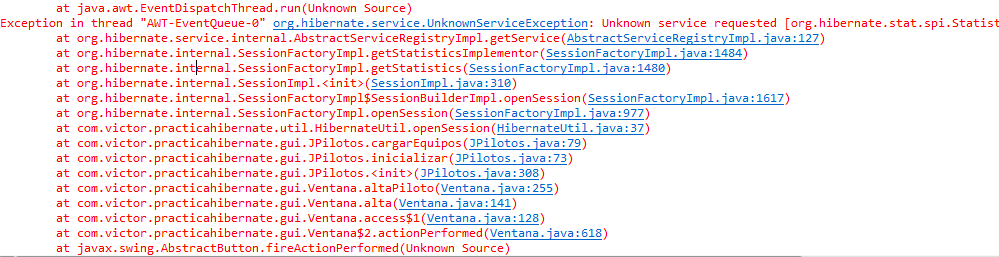 at java.awt.EventDispatchThread.run(Unknown Source)
Exception in thread "AWT-EventQueue-0" org.hibernate.service.UnknownServiceException: Unknown service requested [org.hibernate.stat.spi.Statist
at org.hibernate.service.internal.AbstractServiceRegistryImpl.getService(AbstractServiceRegistryImpl.java:127)
at org.hibernate.internal.SessionFactoryImpl.getStatisticsImplementor(SessionFactoryImpl.java:1484)
at org.hibernate.internal.SessionFactoryImpl.getStatistics(SessionFactoryImpl.java:1480)
at org.hibernate.internal.SessionImpl.<init>(SessionImpl.java:310)
at org.hibernate.internal.SessionFactoryImpl$SessionBuilderImpl.openSession(SessionFactoryImpl.java:1617)
at org.hibernate.internal.SessionFactoryImpl.openSession(SessionFactoryImpl.java:977)
at com.victor.practicahibernate.util.HibernateUtil.openSession(HibernateUtil.java:37)
at com.victor.practicahibernate.gui.JPilotos.cargarEquipos(JPilotos.java:79)
at com.victor.practicahibernate.gui.JPilotos.inicializar(JPilotos.java:73)
at com.victor.practicahibernate.gui.JPilotos.<init>(JPilotos.java:308)
at com.victor.practicahibernate.gui.Ventana.altaPiloto(Ventana.java:255)
at com.victor.practicahibernate.gui.Ventana.alta(Ventana.java:141)
at com.victor.practicahibernate.gui.Ventana.access$1(Ventana.java:128)
at com.victor.practicahibernate.gui.Ventana$2.actionPerformed(Ventana.java:618)
at javax.swing.AbstractButton.fireActionPerformed(Unknown Source)